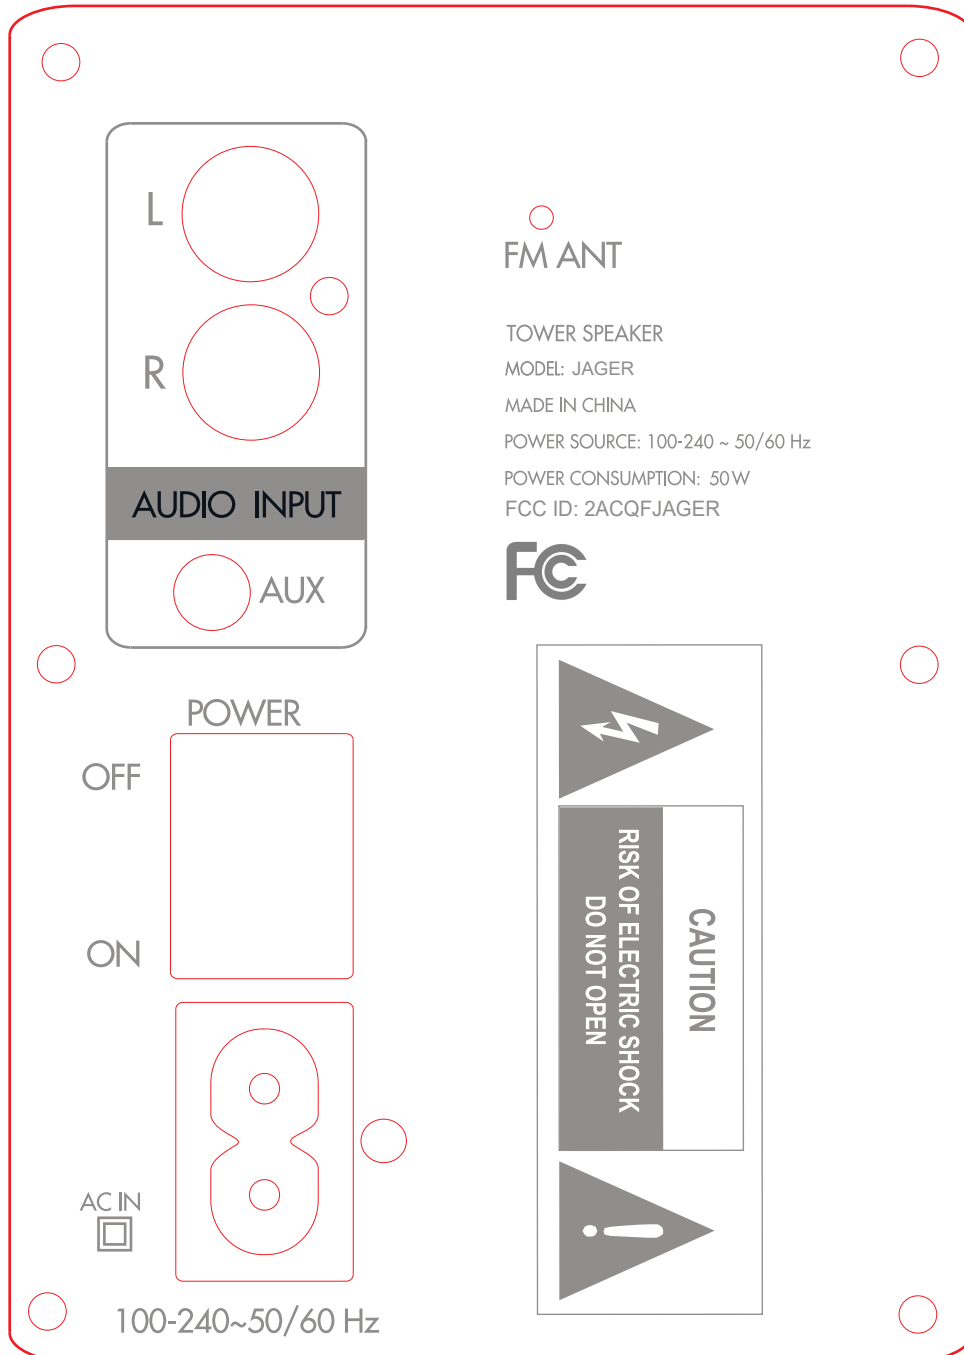 L
R
AUDIO INPUT
AUX
FM ANT
TOWER SPEAKER
MODEL: JAGER
MADE IN CHINA
POWER SOURCE: 100-240 ~ 50/60 Hz
POWER CONSUMPTION: 50W
FCC ID: 2ACQFJAGER
FC
POWER
OFF
ON
AC IN
100-240~50/60 Hz
CAUTION
RISK OF ELECTRIC SHOCK
DO NOT OPEN